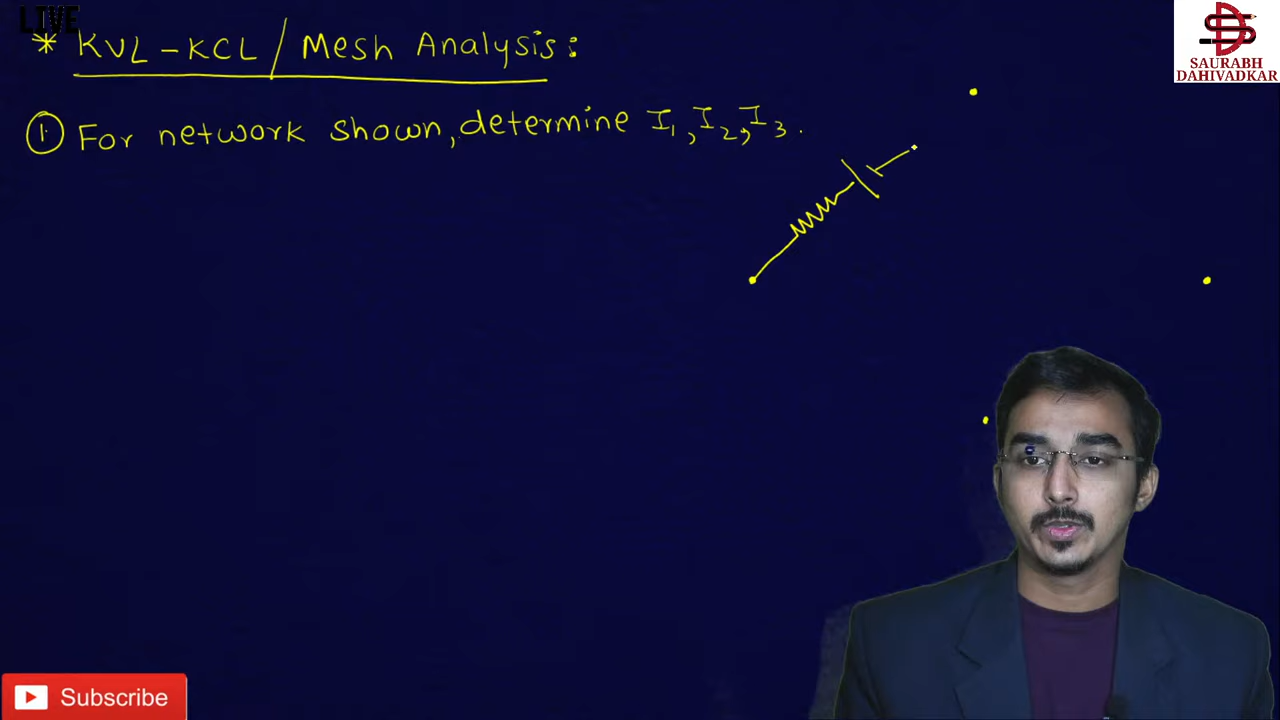 LIVE
* KVL - KCL / Mesh Analysis:
① For network shown, determine I₁, I₂, I₃.
SAURABH
DAHIVADKAR
Subscribe